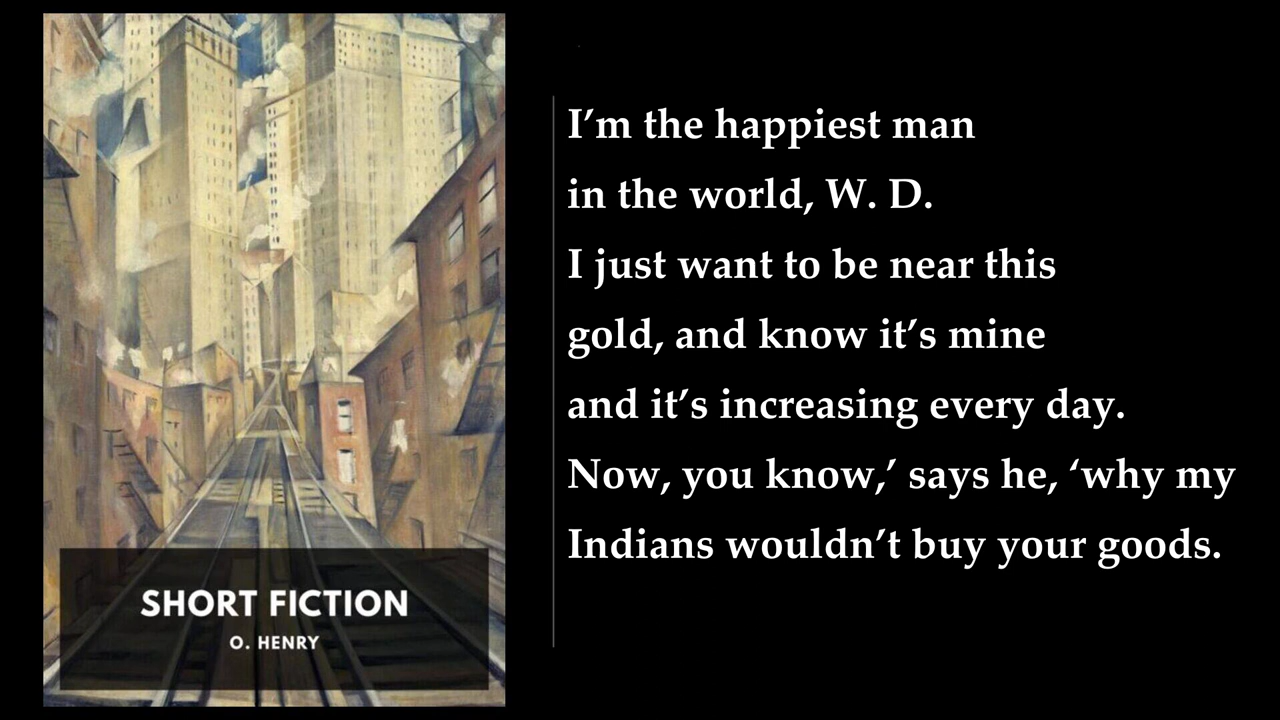 SHORT FICTION
O. HENRY
I’m the happiest man
in the world, W. D.
I just want to be near this
gold, and know it’s mine
and it’s increasing every day.
Now, you know,’ says he, ‘why my
Indians wouldn’t buy your goods.